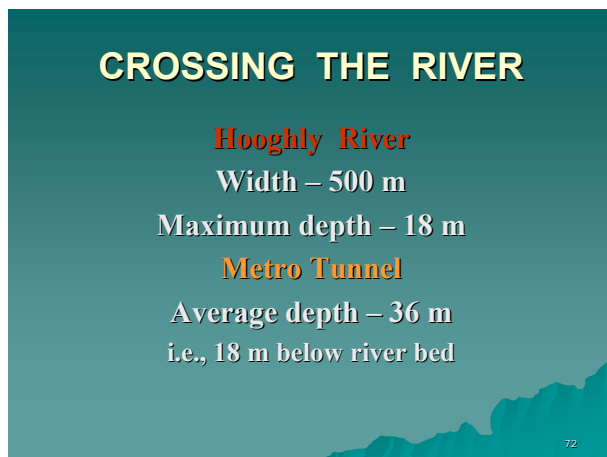 CROSSING THE RIVER
Hooghly River
Width – 500 m
Maximum depth – 18 m
Metro Tunnel
Average depth – 36 m
i.e., 18 m below river bed
72